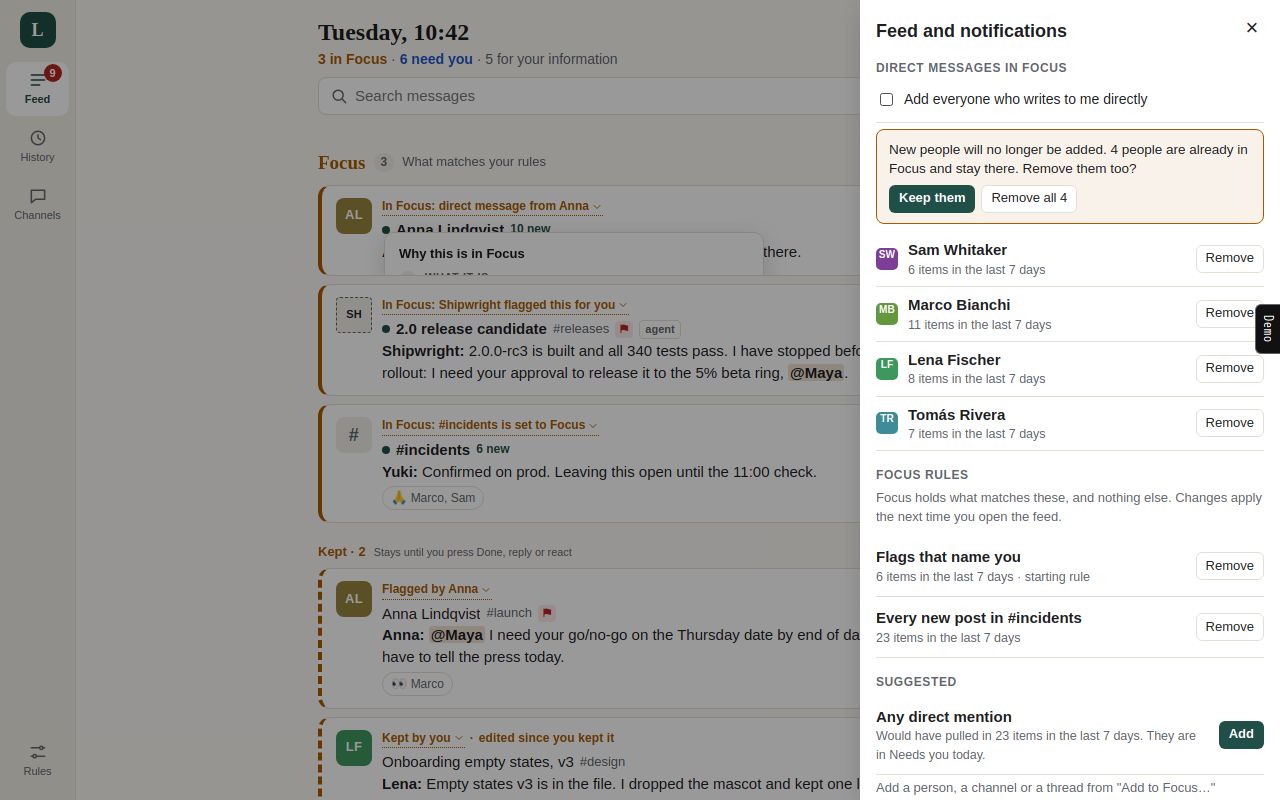 L
9
Feed
History
Channels
Rules
Tuesday, 10:42
3 in Focus · 6 need you · 5 for your information
Search messages
Focus 3 What matches your rules
AL
In Focus: direct message from Anna
Anna Lindqvist 10 new
there.
Why this is in Focus
SH
In Focus: Shipwright flagged this for you
2.0 release candidate #releases agent
Shipwright: 2.0.0-rc3 is built and all 340 tests pass. I have stopped
rollout: I need your approval to release it to the 5% beta ring, @Maya.
#
In Focus: #incidents is set to Focus
#incidents 6 new
Yuki: Confirmed on prod. Leaving this open until the 11:00 check.
🙏 Marco, Sam
Kept · 2 Stays until you press Done, reply or react
AL
Flagged by Anna
Anna Lindqvist #launch
Anna: @Maya I need your go/no-go on the Thursday date by end of
have to tell the press today.
👀 Marco
LF
Kept by you · edited since you kept it
Onboarding empty states, v3 #design
Lena: Empty states v3 is in the file. I dropped the mascot and kept one
Feed and notifications
DIRECT MESSAGES IN FOCUS
Add everyone who writes to me directly
New people will no longer be added. 4 people are already in
Focus and stay there. Remove them too?
Keep them Remove all 4
SW
Sam Whitaker
6 items in the last 7 days
Remove
MB
Marco Bianchi
11 items in the last 7 days
Remove
Demo
LF
Lena Fischer
8 items in the last 7 days
Remove
TR
Tomás Rivera
7 items in the last 7 days
Remove
FOCUS RULES
Focus holds what matches these, and nothing else. Changes apply
the next time you open the feed.
Flags that name you
6 items in the last 7 days · starting rule
Remove
Every new post in #incidents
23 items in the last 7 days
Remove
SUGGESTED
Any direct mention
Would have pulled in 23 items in the last 7 days. They are
in Needs you today.
Add
Add a person, a channel or a thread from "Add to Focus…"